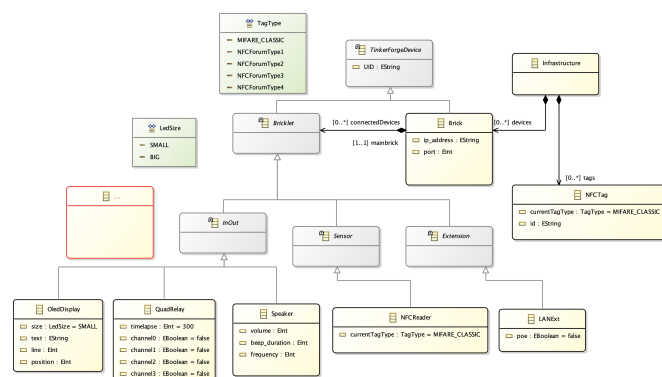 TagType
MIFARE_CLASSIC
NFCForumType1
NFCForumType2
NFCForumType3
NFCForumType4
TinkerForgeDevice
UID : EString
Infrastructure
LedSize
SMALL
BIG
Bricklet
[0..*] connectedDevices
[1..1] mainbrick
Brick
ip_address : EString
port : EInt
[0..*] devices
[0..*] tags
NFCTag
currentTagType : TagType = MIFARE_CLASSIC
id : EString
...
InOut
Sensor
Extension
OledDisplay
size : LedSize = SMALL
text : EString
line : EInt
position : EInt
QuadRelay
timelapse : EInt = 300
channel0 : EBoolean = false
channel1 : EBoolean = false
channel2 : EBoolean = false
channel3 : EBoolean = false
Speaker
volume : EInt
beep_duration : EInt
frequency : EInt
NFCReader
currentTagType : TagType = MIFARE_CLASSIC
LANExt
poe : EBoolean = false